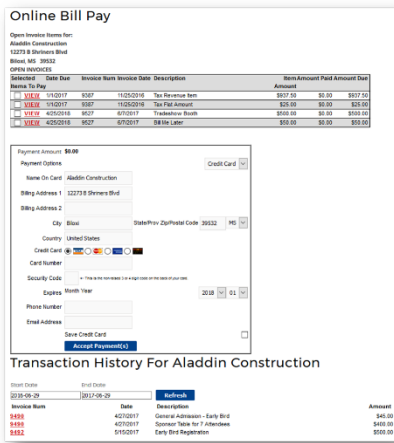 Online Bill Pay
Open Invoice Items for:
Aladdin Construction
12273 B Shriners Blvd
Biloxi, MS 39532
OPEN INVOICES
Selected Items To Pay Date Due Invoice Num Invoice Date Description Item Amount Amount Paid Amount Due
VIEW 1/1/2017 9387 11/25/2016 Tax Revenue Item $937.50 $0.00 $937.50
VIEW 1/1/2017 9387 11/25/2016 Tax Flat Amount $25.00 $0.00 $25.00
VIEW 4/25/2018 9527 6/7/2017 Tradeshow Booth $500.00 $0.00 $500.00
VIEW 4/25/2018 9527 6/7/2017 Bill Me Later $50.00 $0.00 $50.00
Payment Amount $0.00
Payment Options Credit Card
Name On Card Aladdin Construction
Billing Address 1 12273 B Shriners Blvd
Billing Address 2
City Biloxi State/Prov Zip/Postal Code 39532 MS
Country United States
Credit Card
Card Number
Security Code
Expires Month Year 2018 01
Phone Number
Email Address
Save Credit Card
Accept Payment(s)
Transaction History For Aladdin Construction
Start Date End Date
2016-06-29 2017-06-29 Refresh
Invoice Num Date Description Amount
9490 4/27/2017 General Admission - Early Bird $45.00
9490 4/27/2017 Sponsor Table for 7 Attendees $400.00
9482 5/15/2017 Early Bird Registration $500.00